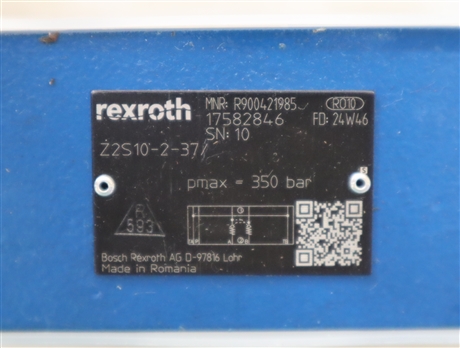 rexroth
MNR: R900421985
RO10
17582846
FD: 24W46
SN: 10
Z2S10-2-37/
pmax = 350 bar
593
Bosch Rexroth AG D-97816 Lohr
Made in Romania